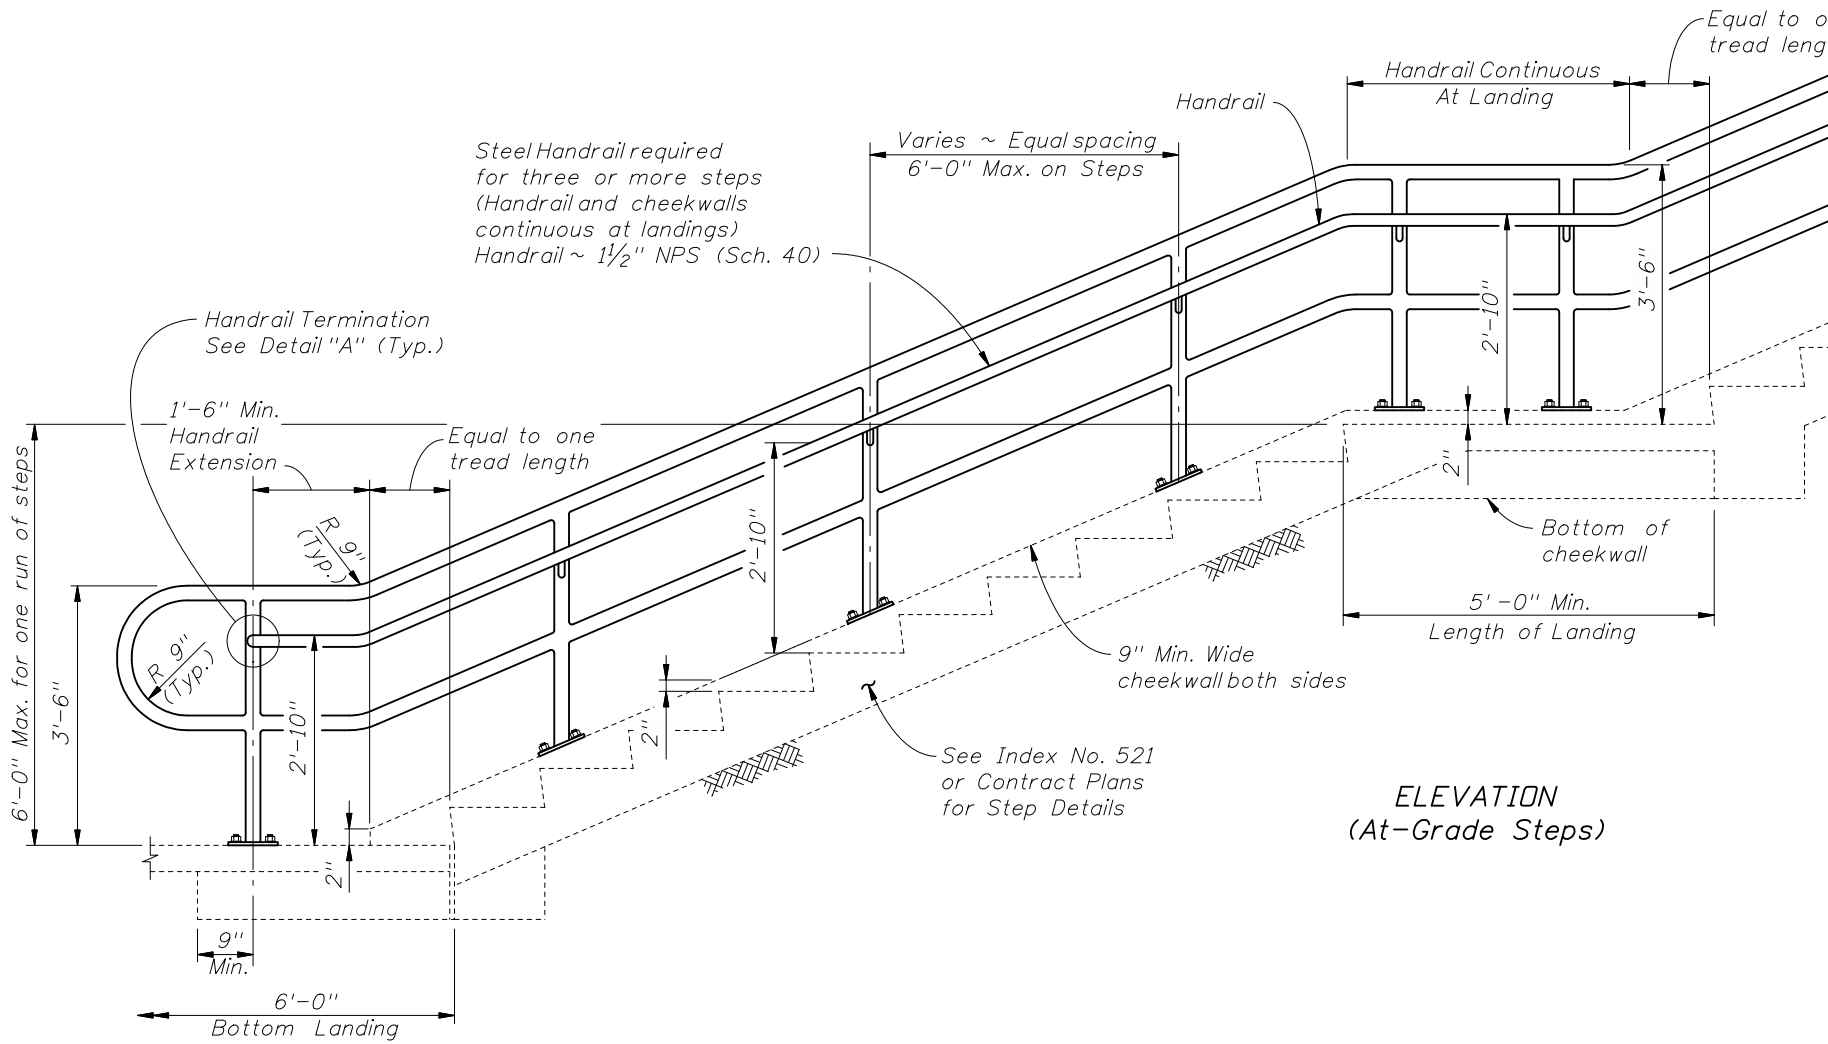 Equal to o
tread leng
Handrail Continuous
At Landing
Handrail
Varies ~ Equal spacing
6'-0" Max. on Steps
Steel Handrail required
for three or more steps
(Handrail and cheekwalls
continuous at landings)
Handrail ~ 1½" NPS (Sch. 40)
Handrail Termination
See Detail "A" (Typ.)
1'-6" Min.
Handrail
Extension
Equal to one
tread length
6'-0" Max. for one run of steps
3'-6"
R 9"
(Typ.)
R 9"
(Typ.)
2'-10"
2"
2'-10"
2"
2'-10"
3'-6"
2"
Bottom of
cheekwall
5'-0" Min.
Length of Landing
9" Min. Wide
cheekwall both sides
See Index No. 521
or Contract Plans
for Step Details
ELEVATION
(At-Grade Steps)
9"
Min.
6'-0"
Bottom Landing